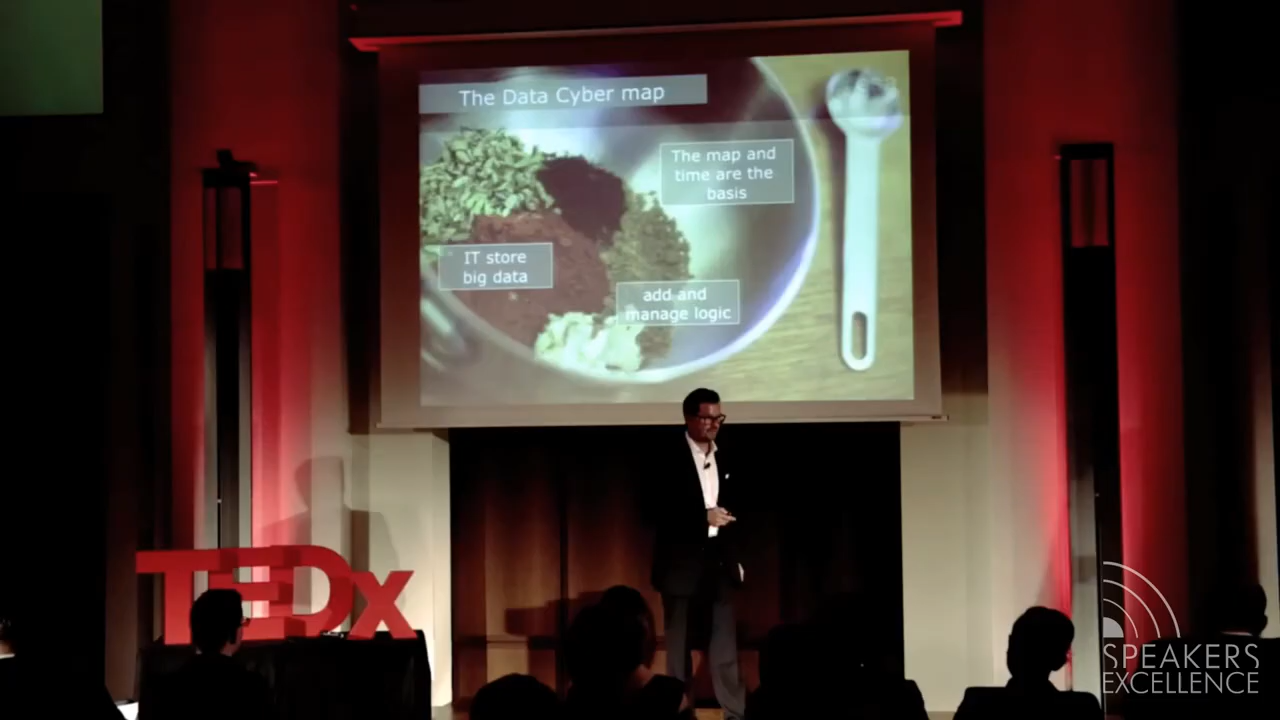 The Data Cyber map
The map and
time are the
basis
IT store
big data
add and
manage logic
TEDx
SPEAKERS
EXCELLENCE